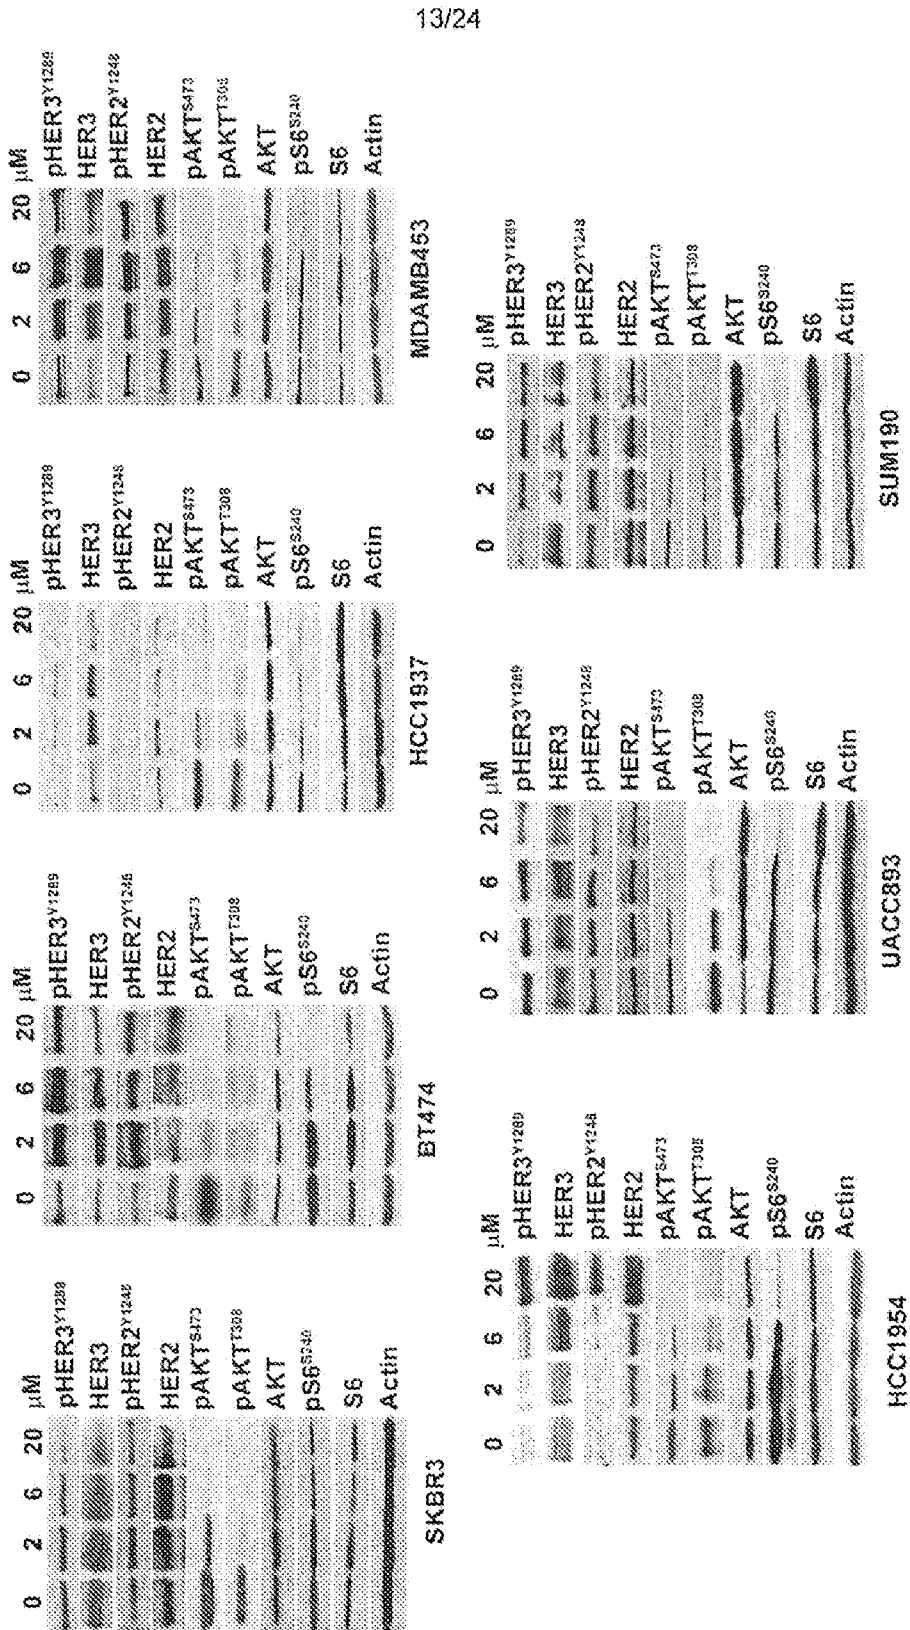 13/24
0 2 6 20 µM
pHER3Y1289
HER3
pHER2Y1248
HER2
pAKTS473
pAKTT308
AKT
pS6S240
S6
Actin
SKBR3
0 2 6 20 µM
pHER3Y1289
HER3
pHER2Y1248
HER2
pAKTS473
pAKTT308
AKT
pS6S240
S6
Actin
BT474
0 2 6 20 µM
pHER3Y1289
HER3
pHER2Y1248
HER2
pAKTS473
pAKTT308
AKT
pS6S240
S6
Actin
HCC1937
0 2 6 20 µM
pHER3Y1289
HER3
pHER2Y1248
HER2
pAKTS473
pAKTT308
AKT
pS6S240
S6
Actin
MDAMB453
0 2 6 20 µM
pHER3Y1289
HER3
pHER2Y1248
HER2
pAKTS473
pAKTT308
AKT
pS6S240
S6
Actin
HCC1954
0 2 6 20 µM
pHER3Y1289
HER3
pHER2Y1248
HER2
pAKTS473
pAKTT308
AKT
pS6S240
S6
Actin
UACC893
0 2 6 20 µM
pHER3Y1289
HER3
pHER2Y1248
HER2
pAKTS473
pAKTT308
AKT
pS6S240
S6
Actin
SUM190